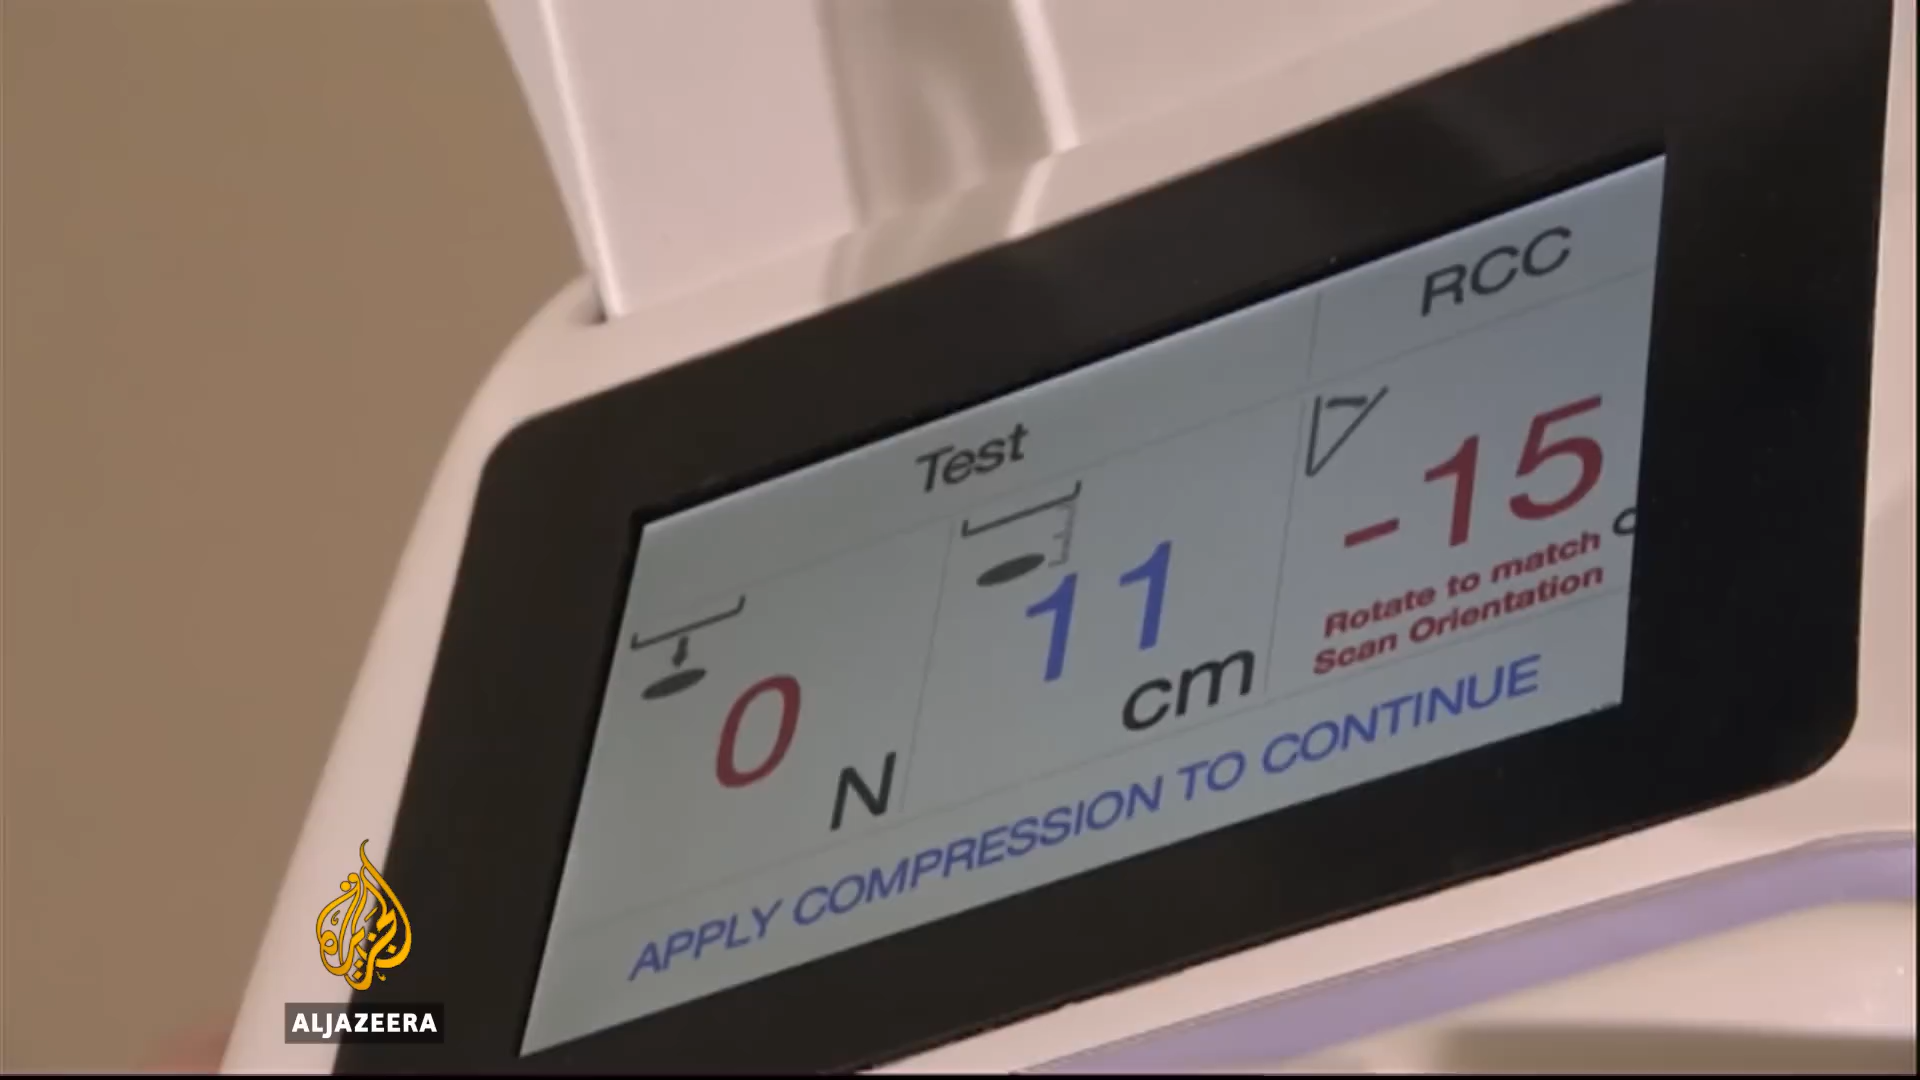 RCC
Test
0 N
11 cm
-15
Rotate to match
Scan Orientation
APPLY COMPRESSION TO CONTINUE
الجزيرة
ALJAZEERA